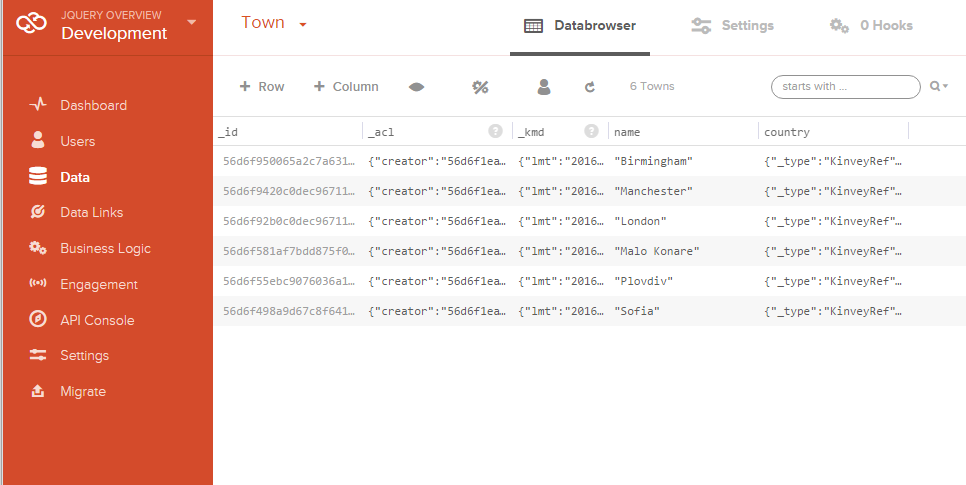 JQUERY OVERVIEW
Development
Dashboard
Users
Data
Data Links
Business Logic
Engagement
API Console
Settings
Migrate
Town
Databrowser
Settings
0 Hooks
+ Row
+ Column
6 Towns
starts with ...
_id _acl ? _kmd ? name country
56d6f950065a2c7a631... {"creator":"56d6f1ea... {"lmt":"2016... "Birmingham" {"_type":"KinveyRef"...
56d6f9420c0dec96711... {"creator":"56d6f1ea... {"lmt":"2016... "Manchester" {"_type":"KinveyRef"...
56d6f92b0c0dec96711... {"creator":"56d6f1ea... {"lmt":"2016... "London" {"_type":"KinveyRef"...
56d6f581af7bdd875f0... {"creator":"56d6f1ea... {"lmt":"2016... "Malo Konare" {"_type":"KinveyRef"...
56d6f55ebc9076036a1... {"creator":"56d6f1ea... {"lmt":"2016... "Plovdiv" {"_type":"KinveyRef"...
56d6f498a9d67c8f641... {"creator":"56d6f1ea... {"lmt":"2016... "Sofia" {"_type":"KinveyRef"...